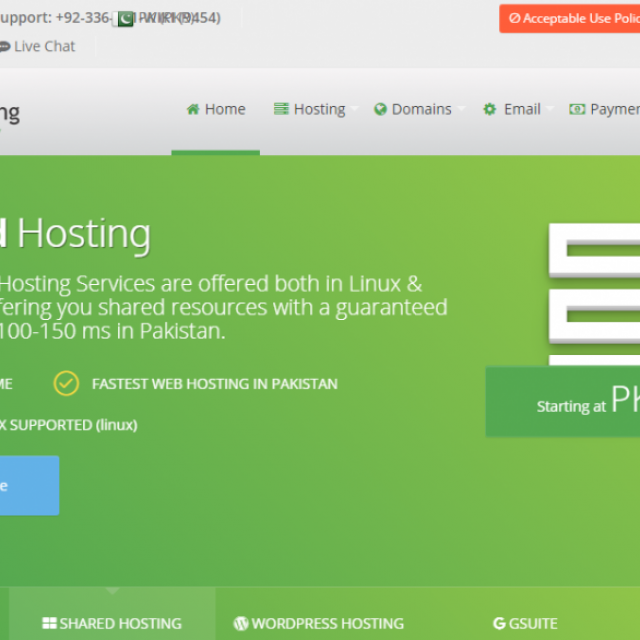 upport: +92-336-
Acceptable Use Polic
Live Chat
ng
Home Hosting Domains Email Paymen
d Hosting
Hosting Services are offered both in Linux &
fering you shared resources with a guaranteed
100-150 ms in Pakistan.
ME FASTEST WEB HOSTING IN PAKISTAN
X SUPPORTED (linux)
Starting at PK
e
SHARED HOSTING WORDPRESS HOSTING GSUITE